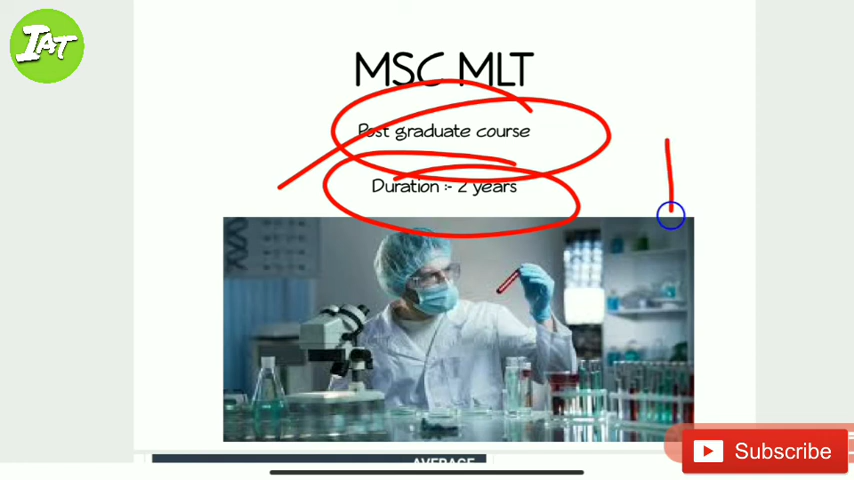 IAT
MSC MLT
Post graduate course
Duration :- 2 years
Subscribe
AVERAGE